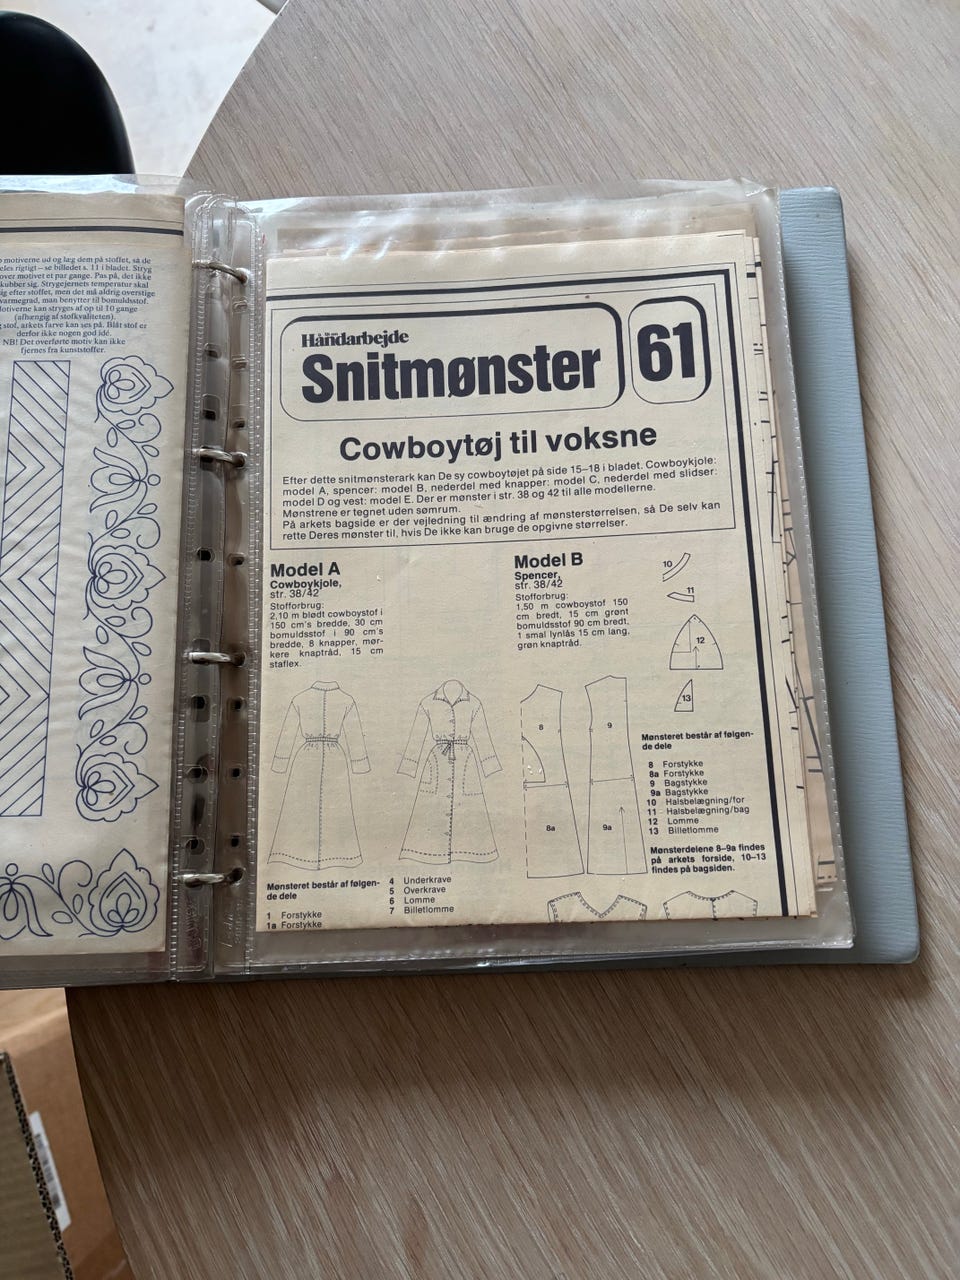 motiverne ud og læg dem på stoffet, så de
eles rigtigt – se billedet s. 11 i bladet. Stryg
over motivet et par gange. Pas på, det ikke
kubber sig. Strygejernets temperatur skal
ig efter stoffet, men det må aldrig overstige
varmegrad, man benytter til bomuldsstof.
Motiverne kan stryges af op til 10 gange
(afhængig af stofkvaliteten).
stof, arkets farve kan ses på. Blåt stof er
derfor ikke nogen god idé.
NB! Det overførte motiv kan ikke
fjernes fra kunststoffer.
Håndarbejde
Snitmønster
61
Cowboytøj til voksne
Efter dette snitmønsterark kan De sy cowboytøjet på side 15–18 i bladet. Cowboykjole:
model A, spencer: model B, nederdel med knapper: model C, nederdel med slidser:
model D og vest: model E. Der er mønster i str. 38 og 42 til alle modellerne.
Mønstrene er tegnet uden sømrum.
På arkets bagside er der vejledning til ændring af mønsterstørrelsen, så De selv kan
rette Deres mønster til, hvis De ikke kan bruge de opgivne størrelser.
Model A
Cowboykjole,
str. 38/42
Stofforbrug:
2,10 m blødt cowboystof i
150 cm's bredde, 30 cm
bomuldsstof i 90 cm's
bredde, 8 knapper, mør-
kere knaptråd, 15 cm
staflex.
Mønsteret består af følgen-
de dele
1 Forstykke
1a Forstykke
4 Underkrave
5 Overkrave
6 Lomme
7 Billetlomme
Model B
Spencer,
str. 38/42
Stofforbrug:
1,50 m cowboystof 150
cm bredt, 15 cm grønt
bomuldsstof 90 cm bredt,
1 smal lynlås 15 cm lang,
grøn knaptråd.
8
8a
9
9a
10
11
12
13
Mønsteret består af følgen-
de dele
8 Forstykke
8a Forstykke
9 Bagstykke
9a Bagstykke
10 Halsbelægning/for
11 Halsbelægning/bag
12 Lomme
13 Billetlomme
Mønsterdelene 8–9a findes
på arkets forside, 10–13
findes på bagsiden.